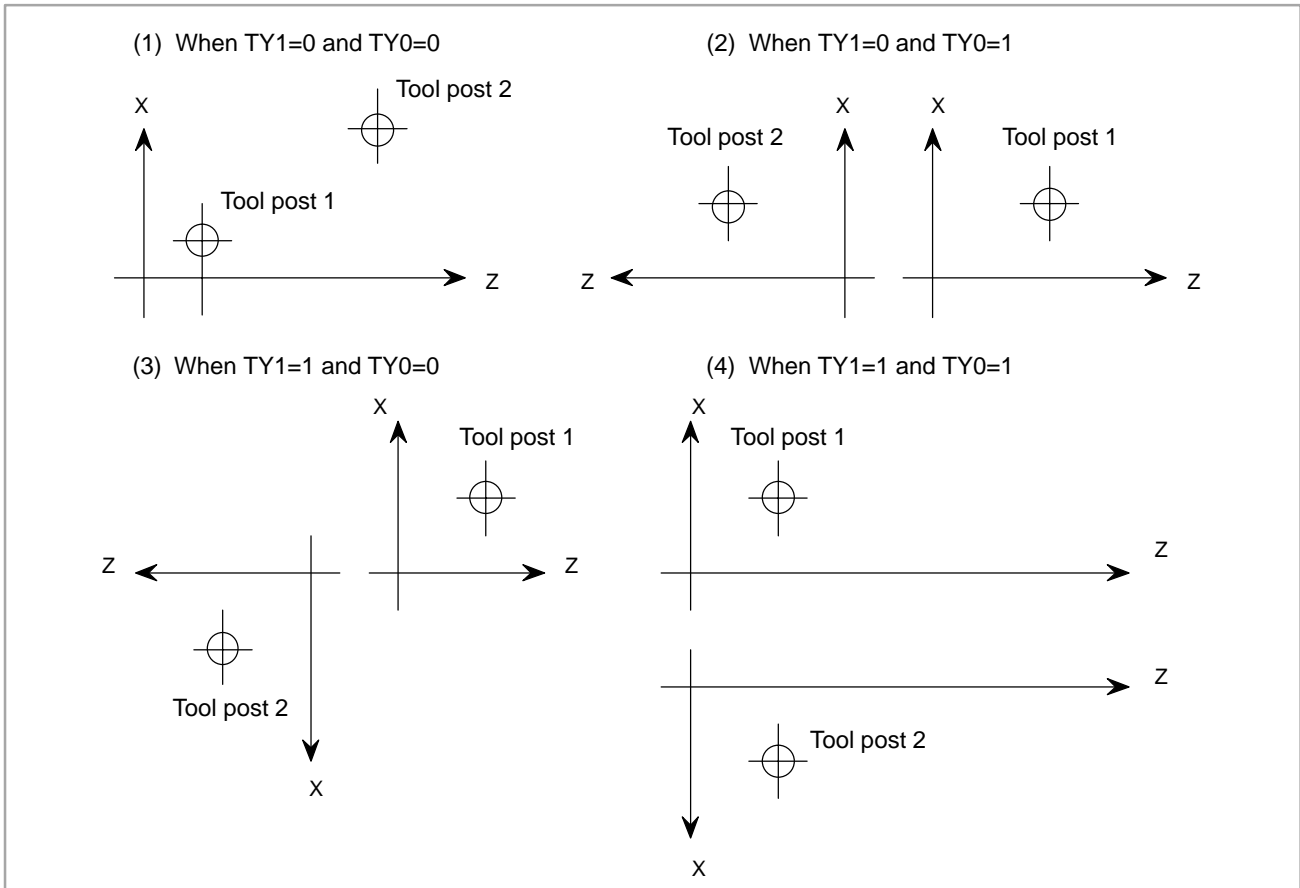 (1) When TY1=0 and TY0=0
X
Tool post 2
Tool post 1
Z
(2) When TY1=0 and TY0=1
X
X
Tool post 2
Tool post 1
Z
Z
(3) When TY1=1 and TY0=0
X
Tool post 1
Z
Z
Tool post 2
X
(4) When TY1=1 and TY0=1
X
Tool post 1
Z
Z
Tool post 2
X